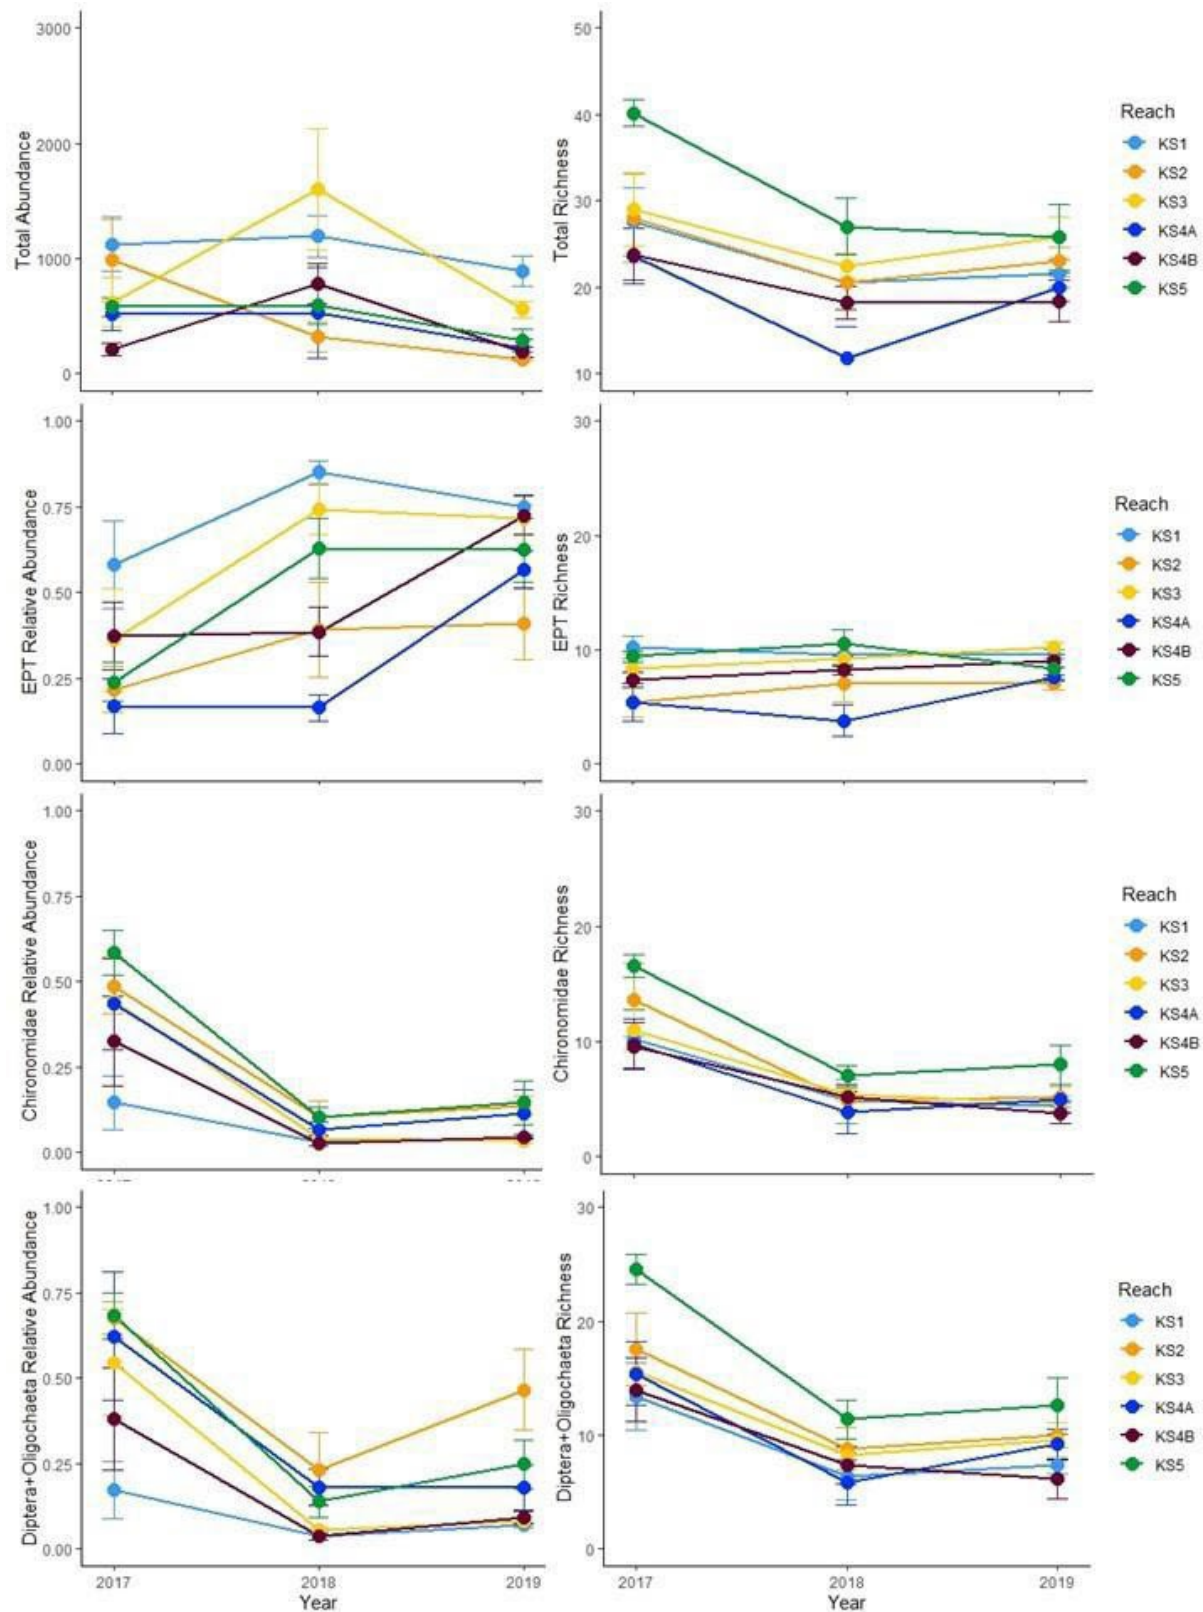 Total Abundance
3000
2000
1000
0
Total Richness
50
40
30
20
10
Reach
KS1
KS2
KS3
KS4A
KS4B
KS5
EPT Relative Abundance
1.00
0.75
0.50
0.25
0.00
EPT Richness
30
20
10
0
Reach
KS1
KS2
KS3
KS4A
KS4B
KS5
Chironomidae Relative Abundance
1.00
0.75
0.50
0.25
0.00
Chironomidae Richness
30
20
10
0
Reach
KS1
KS2
KS3
KS4A
KS4B
KS5
Diptera+Oligochaeta Relative Abundance
1.00
0.75
0.50
0.25
0.00
2017 2018 2019
Year
Diptera+Oligochaeta Richness
30
20
10
0
2017 2018 2019
Year
Reach
KS1
KS2
KS3
KS4A
KS4B
KS5